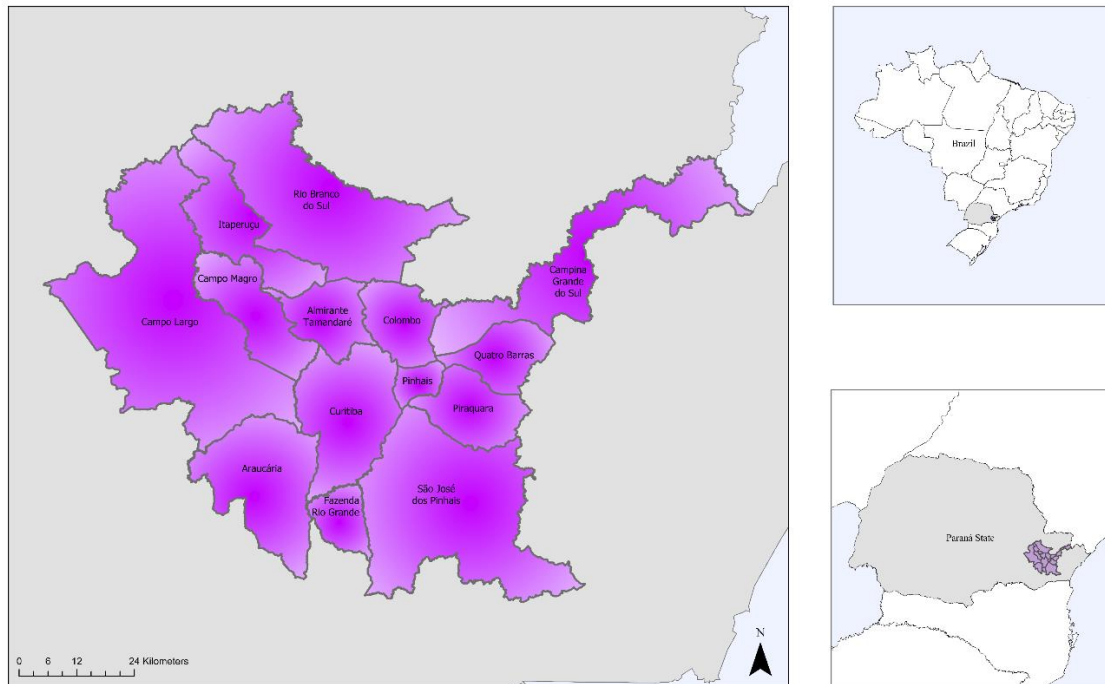 Rio Branco
do Sul
Itaperuçu
Campo Magro
Campina
Grande
do Sul
Campo Largo
Almirante
Tamandaré
Colombo
Quatro Barras
Pinhais
Curitiba
Piraquara
Araucária
São José
dos Pinhais
Fazenda
Rio Grande
N
0 6 12 24 Kilometers
Brazil
Paraná State